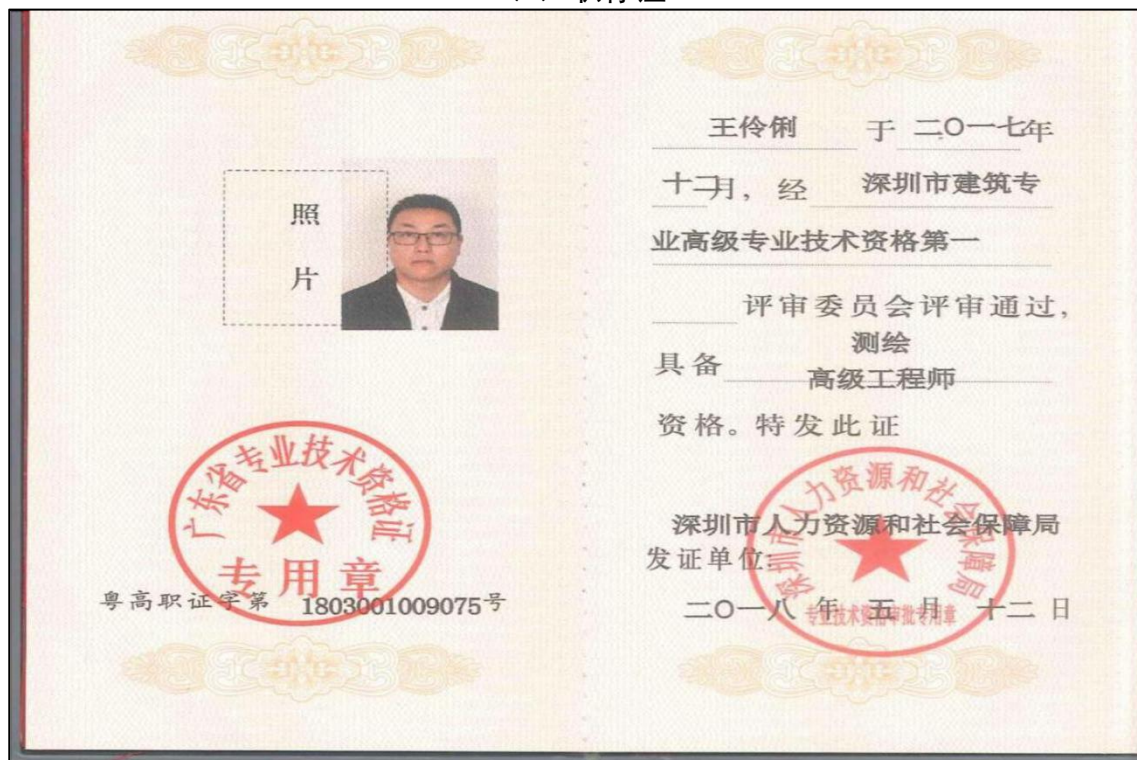 照
片
广东省专业技术资格证
专用章
粤高职证字第 1803001009075号
王伶俐 于 二〇一七年
十二月，经 深圳市建筑专
业高级专业技术资格第一
评审委员会评审通过，
测绘
具备
高级工程师
资格。特发此证
深圳市人力资源和社会保障局
深圳市人力资源和社会保障局
发证单位：
专业技术资格审批专用章
二〇一八 年 五 月 十二 日